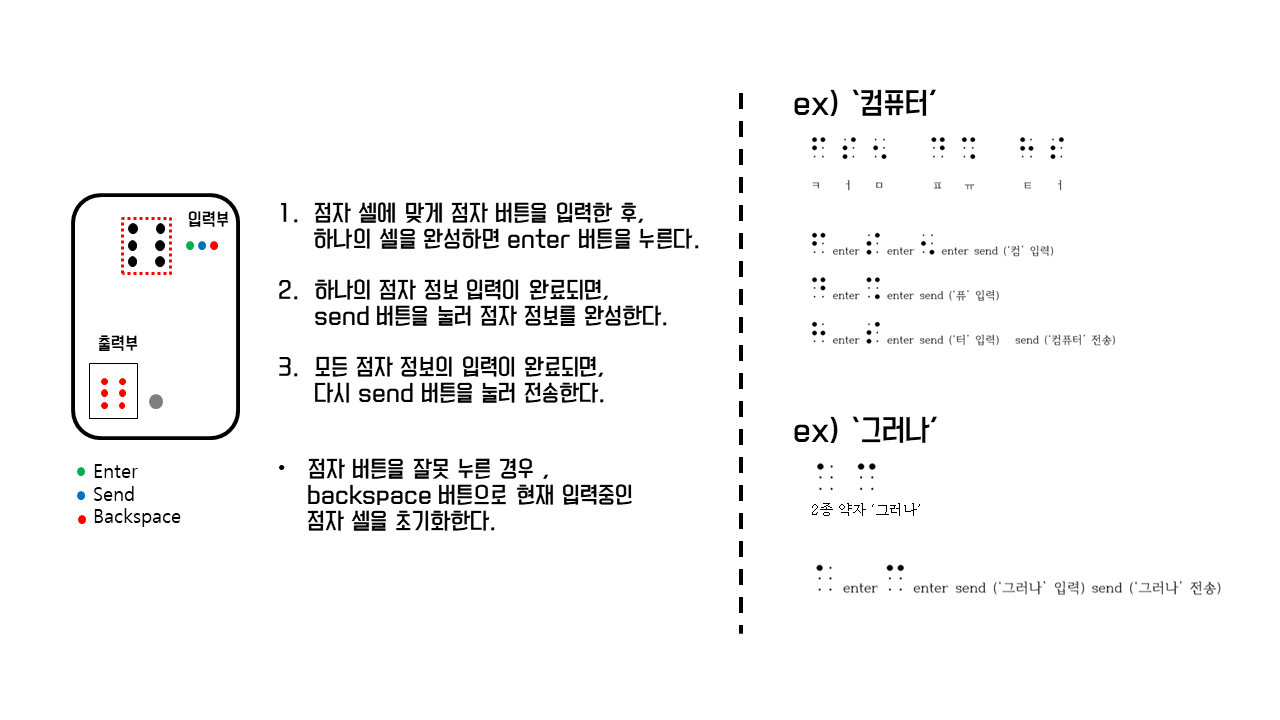 입력부
출력부
Enter
Send
Backspace
1. 점자 셀에 맞게 점자 버튼을 입력한 후,
하나의 셀을 완성하면 enter 버튼을 누른다.
2. 하나의 점자 정보 입력이 완료되면,
send 버튼을 눌러 점자 정보를 완성한다.
3. 모든 점자 정보의 입력이 완료되면,
다시 send 버튼을 눌러 전송한다.
• 점자 버튼을 잘못 누른 경우 ,
backspace 버튼으로 현재 입력중인
점자 셀을 초기화한다.
ex) ‘컴퓨터’
⠋ ⠎ ⠢ ⠙ ⠩ ⠓ ⠎
ㅋ ㅓ ㅁ ㅍ ㅠ ㅌ ㅓ
⠋ enter ⠎ enter ⠢ enter send (‘컴’ 입력)
⠙ enter ⠩ enter send (‘퓨’ 입력)
⠓ enter ⠎ enter send (‘터’ 입력) send (‘컴퓨터’ 전송)
ex) ‘그러나’
⠁ ⠉
2종 약자 ‘그러나’
⠁ enter ⠉ enter send (‘그러나’ 입력) send (‘그러나’ 전송)